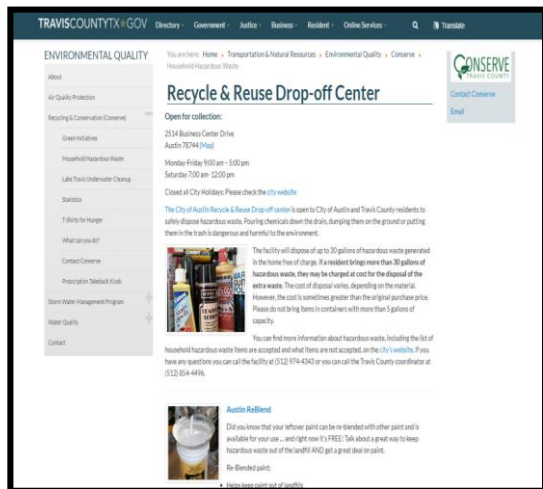 TRAVISCOUNTYTX★GOV
Directory Government Justice Business Resident Online Services Translate
ENVIRONMENTAL QUALITY
About
Air Quality Protection
Recycling & Conservation (Conserve)
Green Initiatives
Household Hazardous Waste
Lake Travis Underwater Cleanup
Statistics
T-Shirts for Hunger
What can you do?
Contact Conserve
Prescription Takeback Kiosk
Storm Water Management Program
Water Quality
Contact
You are here: Home Transportation & Natural Resources Environmental Quality Conserve
Household Hazardous Waste
Recycle & Reuse Drop-off Center
Open for collection:
2514 Business Center Drive
Austin 78744 (Map)
Monday-Friday 9:00 am – 5:00 pm
Saturday 7:00 am- 12:00 pm
Closed all City Holidays: Please check the city website
The City of Austin Recycle & Reuse Drop-off center is open to City of Austin and Travis County residents to
safely dispose hazardous waste. Pouring chemicals down the drain, dumping them on the ground or putting
them in the trash is dangerous and harmful to the environment.
The facility will dispose of up to 30 gallons of hazardous waste generated
in the home free of charge. If a resident brings more than 30 gallons of
hazardous waste, they may be charged at cost for the disposal of the
extra waste. The cost of disposal varies, depending on the material.
However, the cost is sometimes greater than the original purchase price.
Please do not bring items in containers with more than 5 gallons of
capacity.
You can find more information about hazardous waste, including the list of
household hazardous waste items are accepted and what items are not accepted, on the city's website. If you
have any questions you can call the facility at (512) 974-4343 or you can call the Travis County coordinator at
(512) 854-4496.
Austin ReBlend
Did you know that your leftover paint can be re-blended with other paint and is
available for your use ... and right now it's FREE! Talk about a great way to keep
hazardous waste out of the landfill AND get a great deal on paint.
Re-Blended paint:
Helps keep paint out of landfills
CONSERVE
TRAVIS COUNTY
Contact Conserve
Email